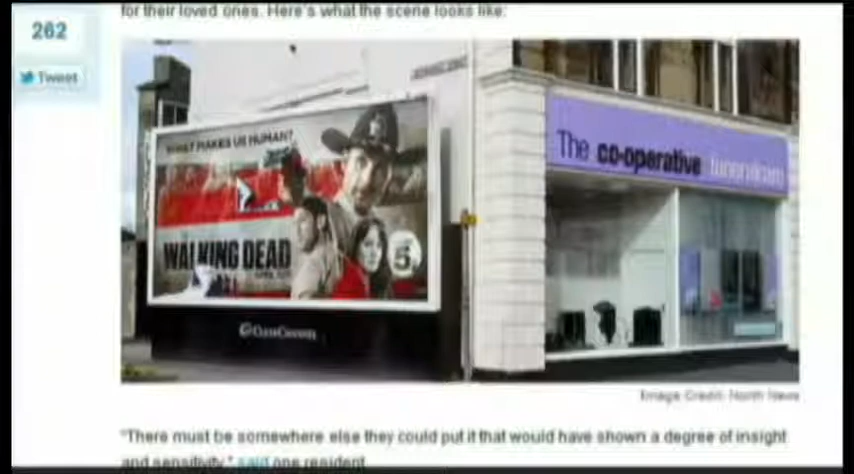 for their loved ones. Here's what the scene looks like:
262
Tweet
WHAT MAKES US HUMAN?
THE WALKING DEAD
5
The co-operative funeralcare
ClearChannel
Image Credit: North News
"There must be somewhere else they could put it that would have shown a degree of insight
and sensitivity," said one resident